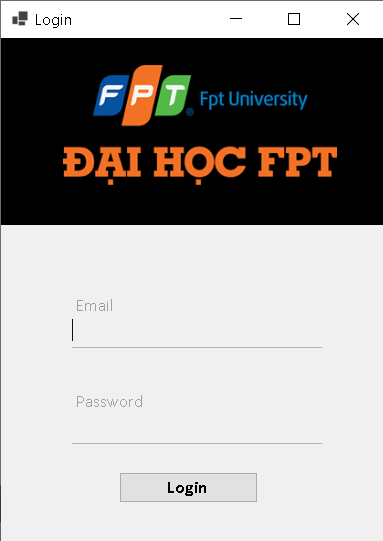 Login
FPT® Fpt University
ĐẠI HỌC FPT
Email
Password
Login